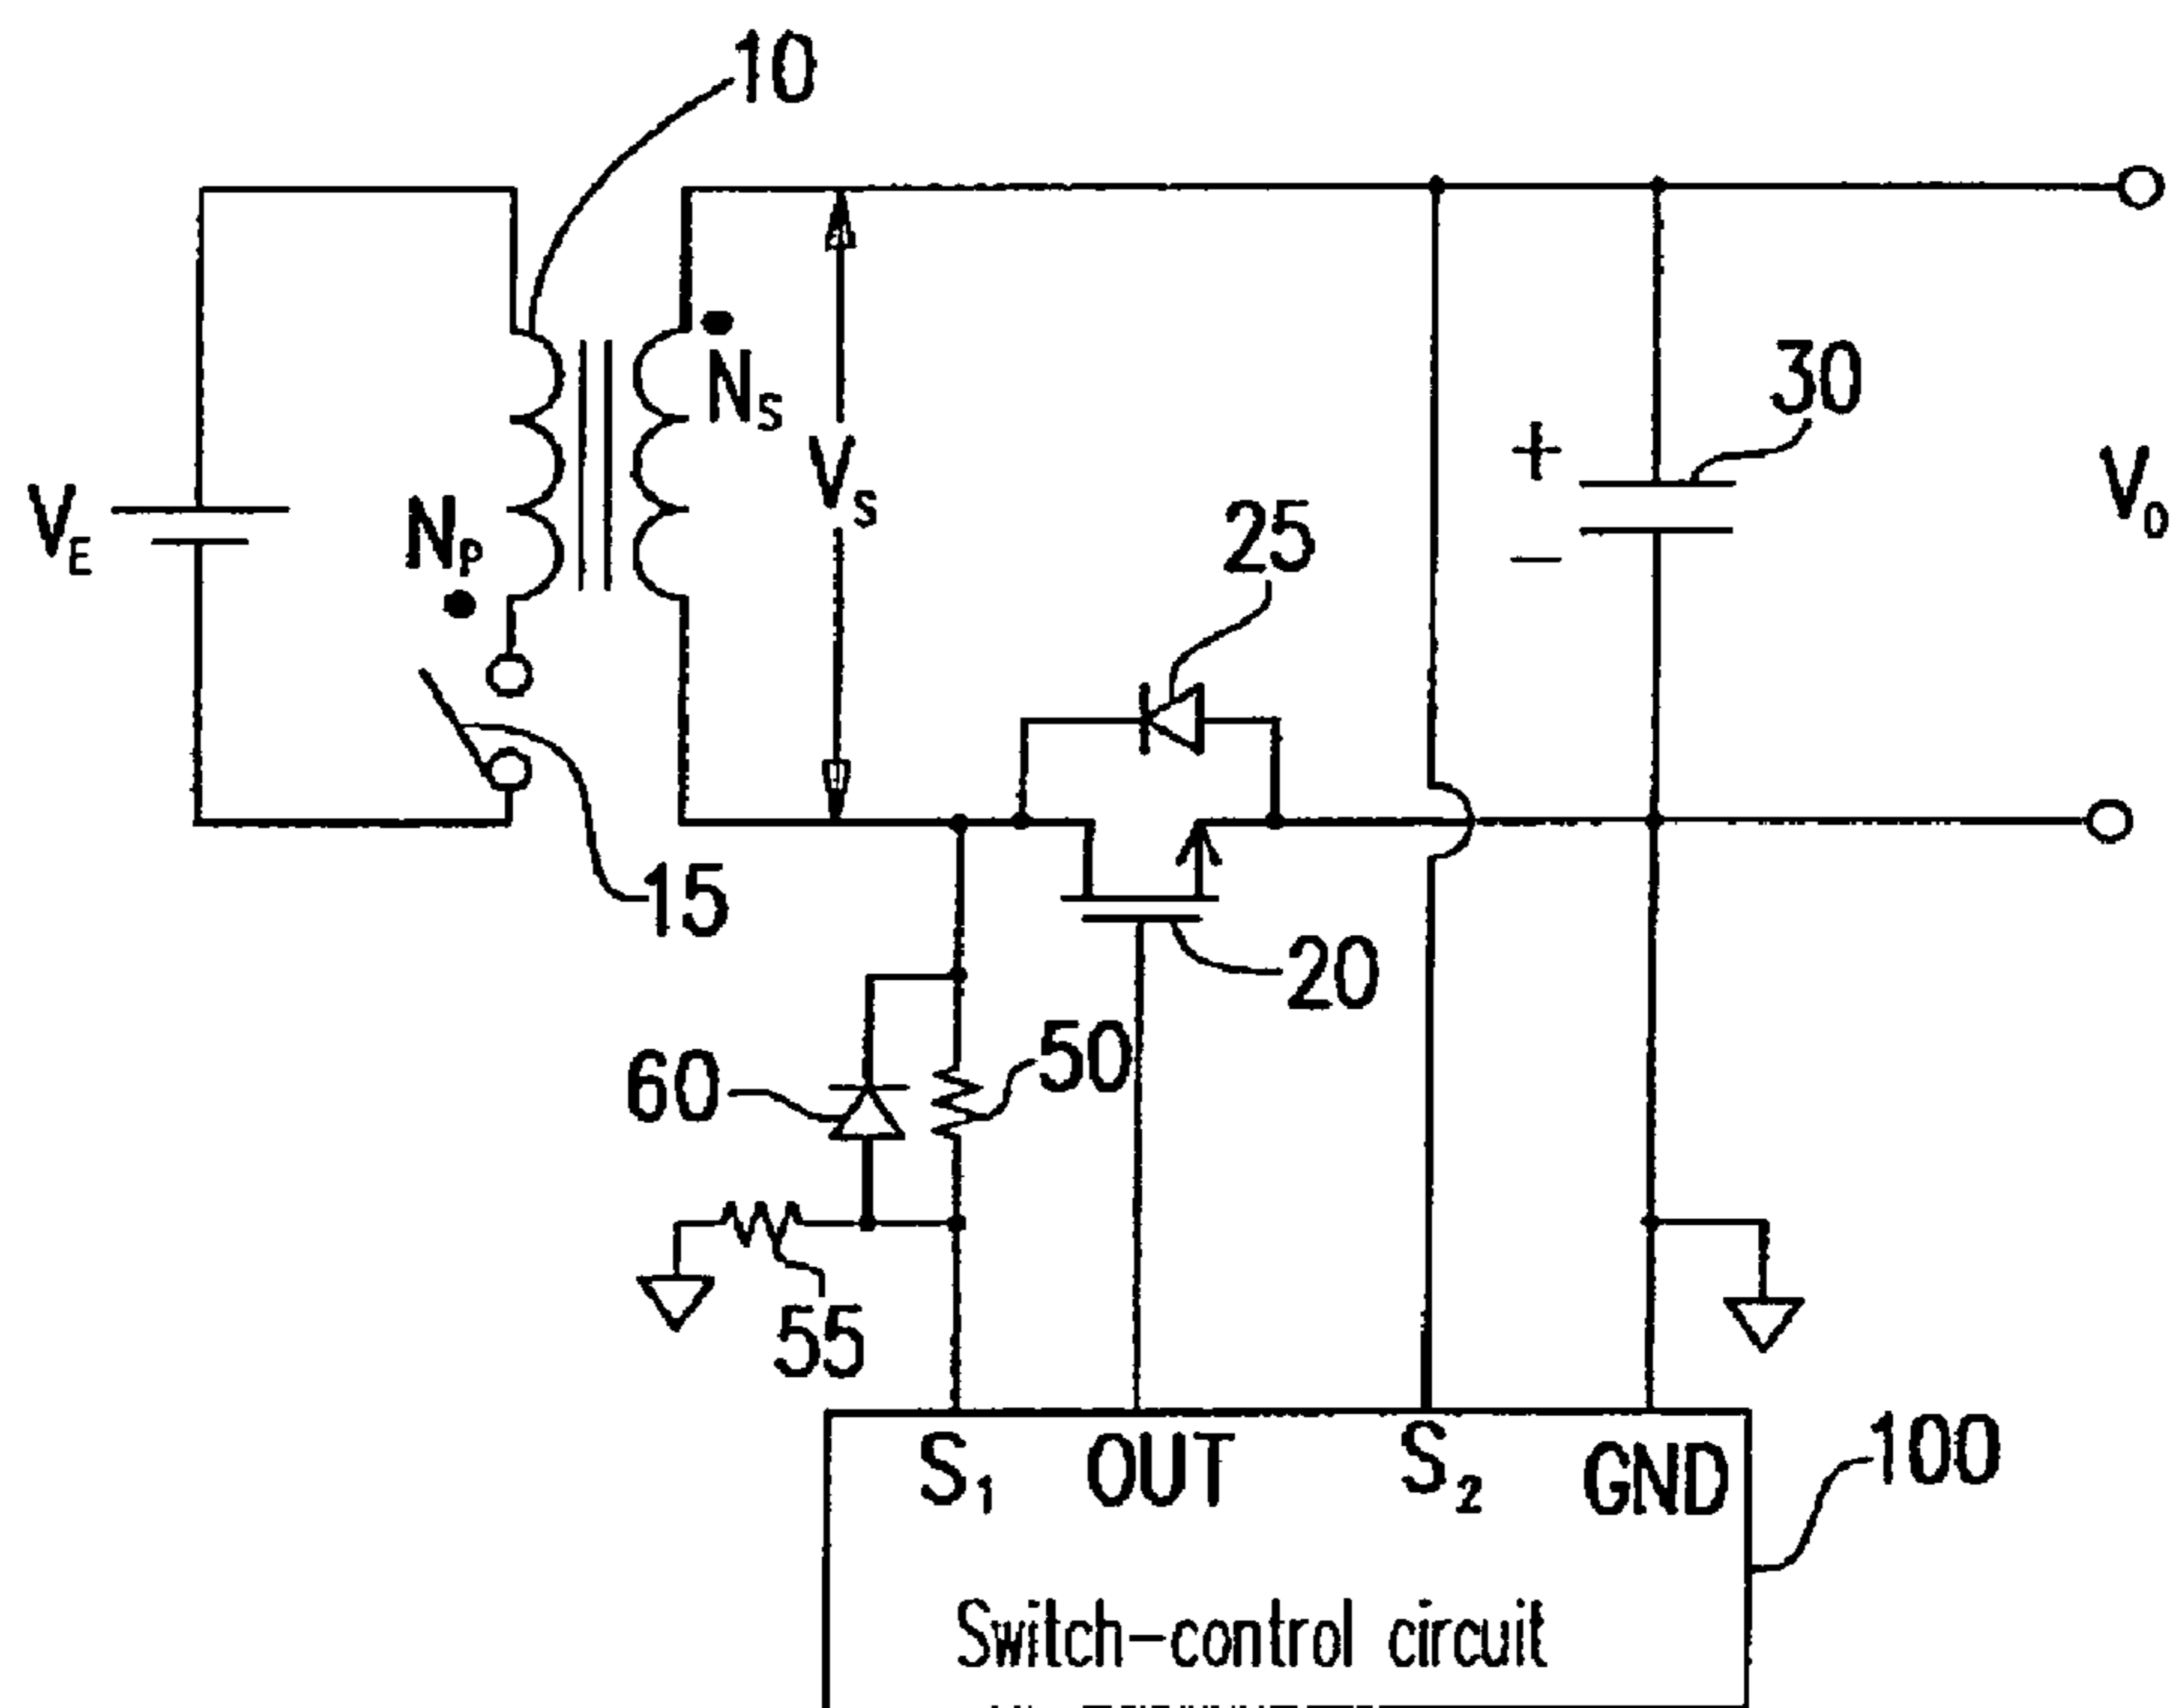 10
N_S
30
V_S
V_O
V_E
N_P
25
15
20
50
60
55
S_1 OUT S_2 GND
100
Switch-control circuit